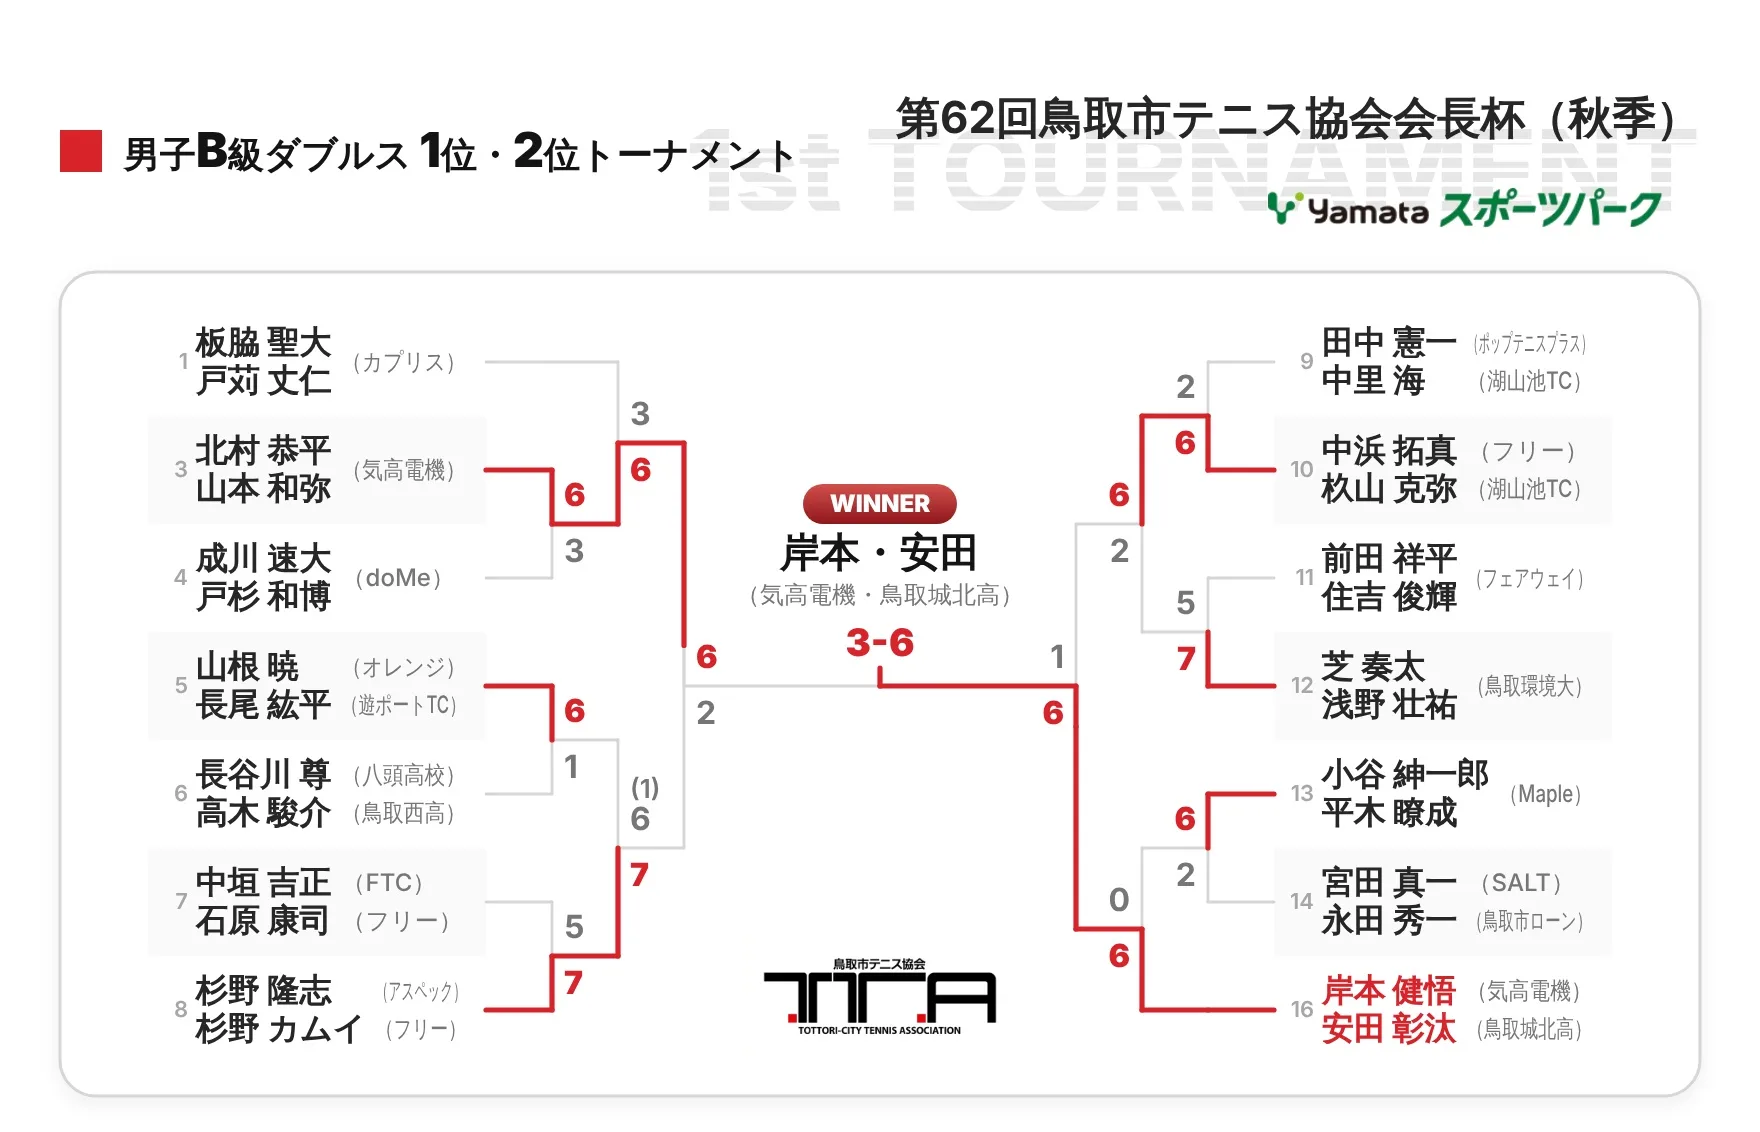 第62回鳥取市テニス協会会長杯（秋季）
1st TOURNAMENT
男子B級ダブルス 1位・2位トーナメント
Yamata スポーツパーク
1 板脇 聖大 （カプリス）
戸苅 丈仁
3 北村 恭平 （気高電機）
山本 和弥
4 成川 速大 （doMe）
戸杉 和博
5 山根 暁 （オレンジ）
長尾 紘平 （遊ポートTC）
6 長谷川 尊 （八頭高校）
高木 駿介 （鳥取西高）
7 中垣 吉正 （FTC）
石原 康司 （フリー）
8 杉野 隆志 （アスペック）
杉野 カムイ （フリー）
6
3
6
1
5
7
3
6
(1)
6
7
6
2
WINNER
岸本・安田
（気高電機・鳥取城北高）
3-6
鳥取市テニス協会
TTA
TOTTORI-CITY TENNIS ASSOCIATION
1
6
6
2
0
6
2
6
5
7
6
2
9 田中 憲一 （ポップテニスプラス）
中里 海 （湖山池TC）
10 中浜 拓真 （フリー）
杦山 克弥 （湖山池TC）
11 前田 祥平 （フェアウェイ）
住吉 俊輝
12 芝 奏太 （鳥取環境大）
浅野 壮祐
13 小谷 紳一郎 （Maple）
平木 瞭成
14 宮田 真一 （SALT）
永田 秀一 （鳥取市ローン）
16 岸本 健悟 （気高電機）
安田 彰汰 （鳥取城北高）